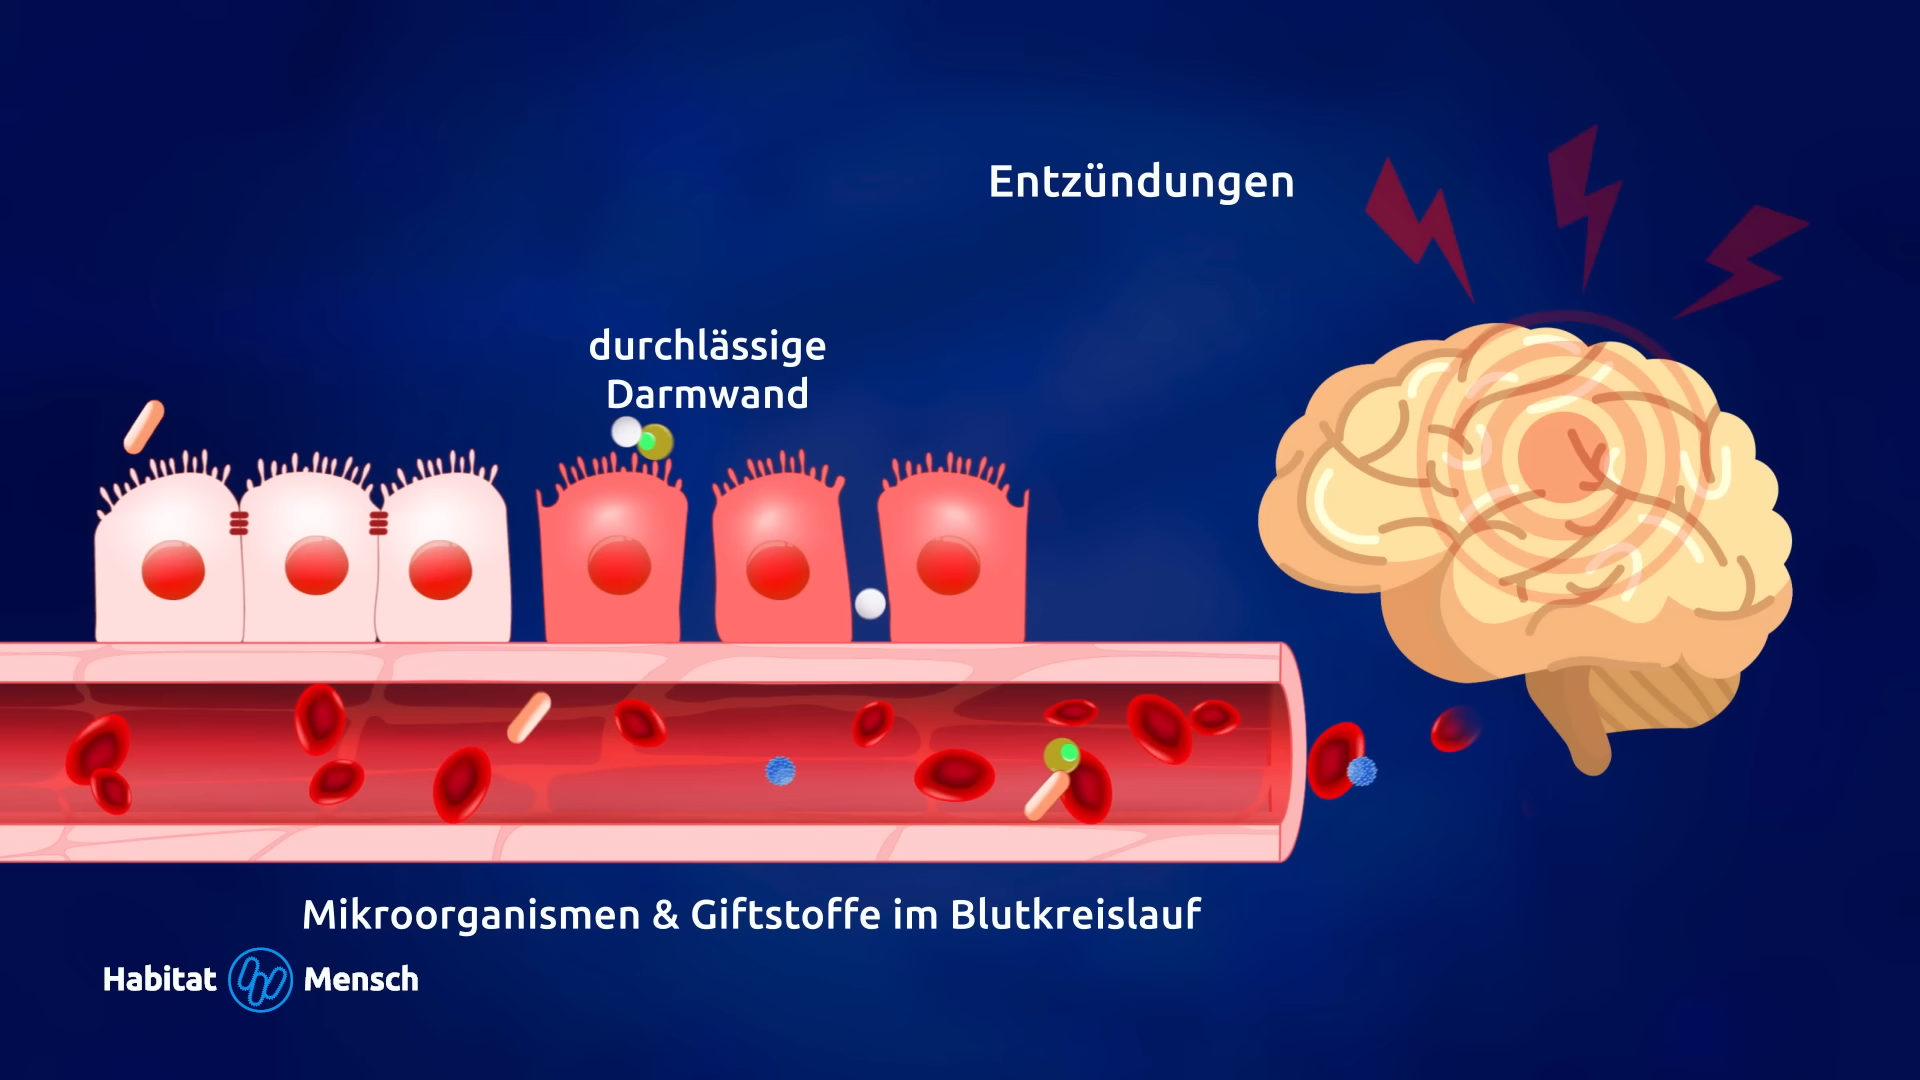 Entzündungen
durchlässige
Darmwand
Mikroorganismen & Giftstoffe im Blutkreislauf
Habitat Mensch